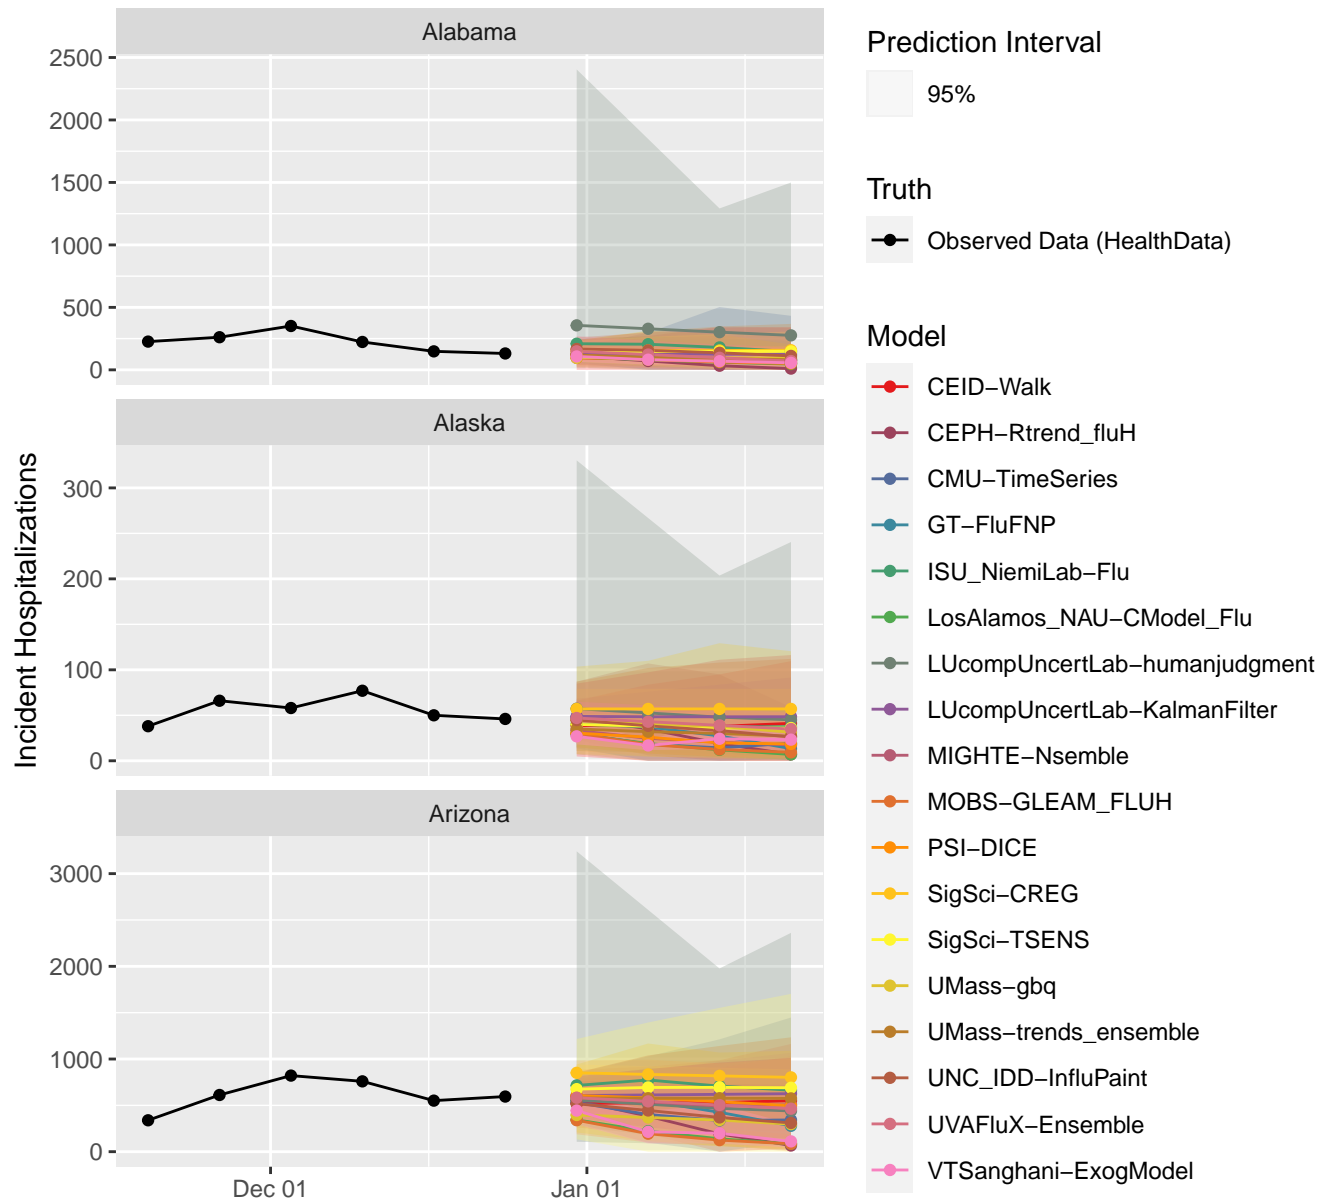 Alabama
2500
2000
1500
1000
500
0
Alaska
300
200
100
0
Arizona
3000
2000
1000
0
Dec 01
Jan 01
Incident Hospitalizations
Prediction Interval
95%
Truth
Observed Data (HealthData)
Model
CEID−Walk
CEPH−Rtrend_fluH
CMU−TimeSeries
GT−FluFNP
ISU_NiemiLab−Flu
LosAlamos_NAU−CModel_Flu
LUcompUncertLab−humanjudgment
LUcompUncertLab−KalmanFilter
MIGHTE−Nsemble
MOBS−GLEAM_FLUH
PSI−DICE
SigSci−CREG
SigSci−TSENS
UMass−gbq
UMass−trends_ensemble
UNC_IDD−InfluPaint
UVAFluX−Ensemble
VTSanghani−ExogModel